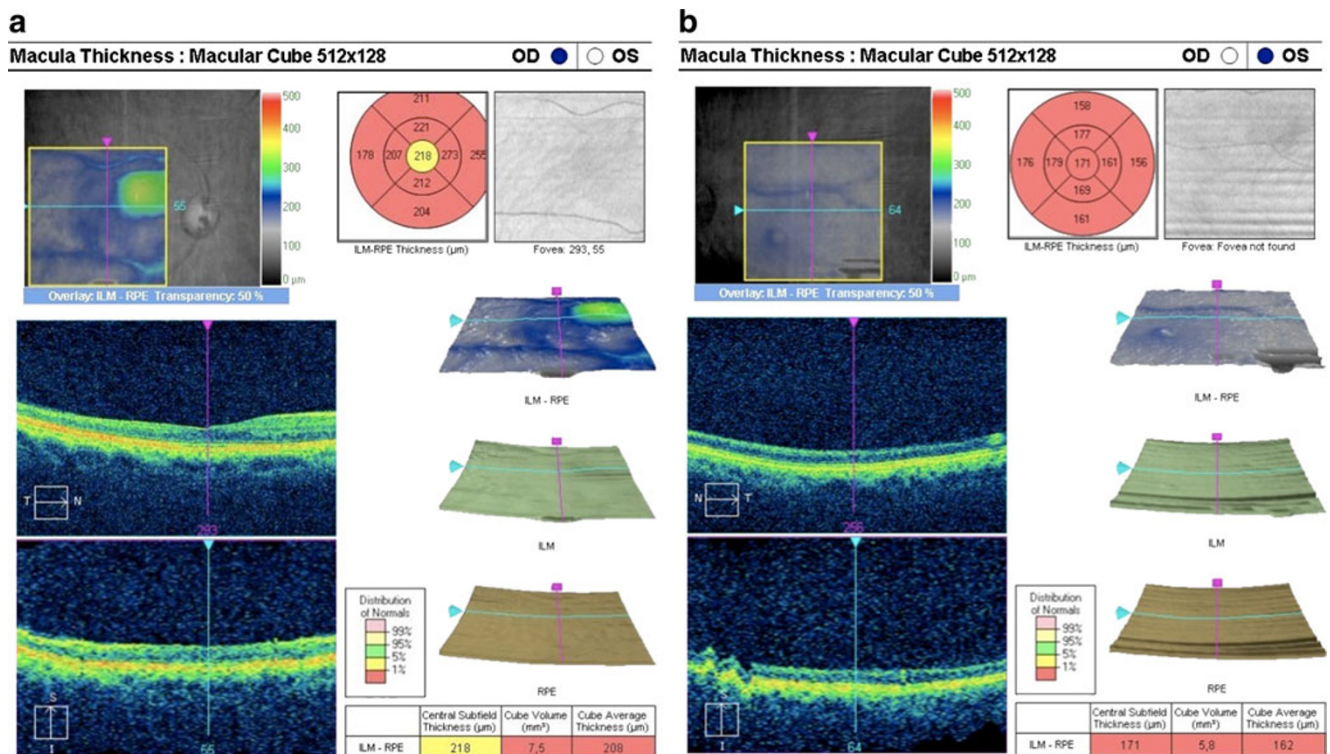 a
Macula Thickness : Macular Cube 512x128 OD OS
500
400
300
200
100
0 µm
55
Overlay: ILM - RPE Transparency: 50 %
211
221
178 207 218 273 255
212
204
ILM-RPE Thickness (µm)
Fovea: 293, 55
ILM - RPE
T N
293
ILM
S
I
55
RPE
Distribution
of Normals
99%
95%
5%
1%
Central Subfield Thickness (µm) Cube Volume (mm³) Cube Average Thickness (µm)
ILM - RPE 218 7,5 208
b
Macula Thickness : Macular Cube 512x128 OD OS
500
400
300
200
100
0 µm
64
Overlay: ILM - RPE Transparency: 50 %
158
177
176 179 171 161 156
169
161
ILM-RPE Thickness (µm)
Fovea: Fovea not found
ILM - RPE
N T
256
ILM
S
I
64
RPE
Distribution
of Normals
99%
95%
5%
1%
Central Subfield Thickness (µm) Cube Volume (mm³) Cube Average Thickness (µm)
ILM - RPE 171 5,8 162